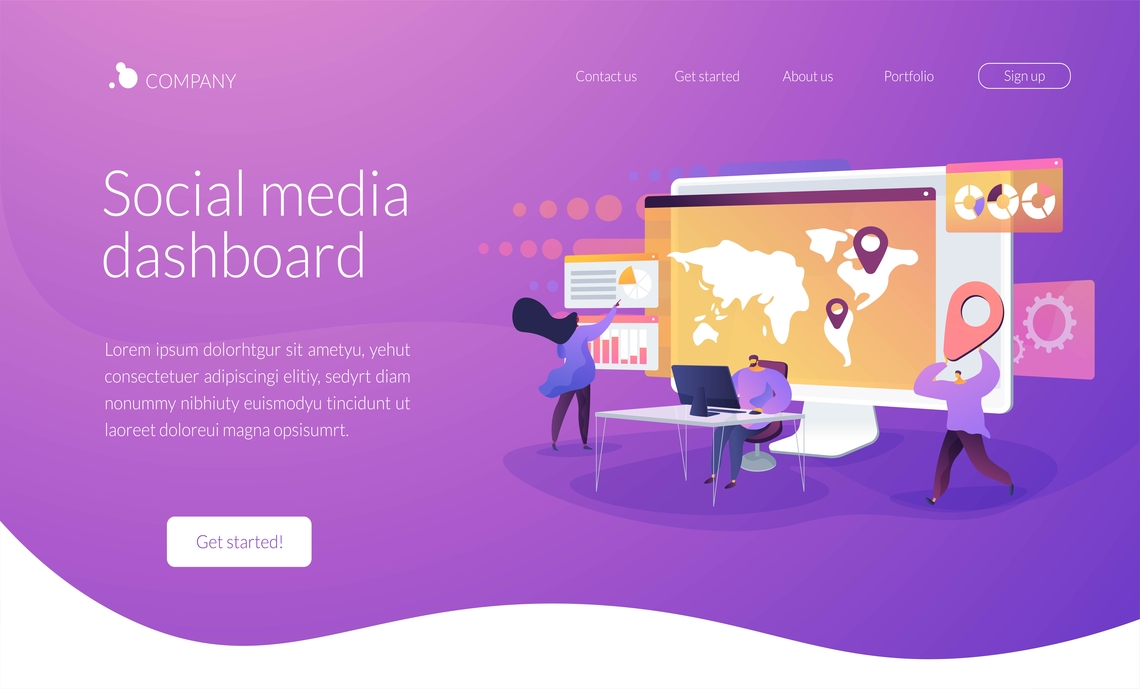 COMPANY
Contact us
Get started
About us
Portfolio
Sign up
Social media
dashboard
Lorem ipsum dolorhtgur sit ametyu, yehut
consectetuer adipiscingi elitiy, sedyrt diam
nonummy nibhiuty euismodyu tincidunt ut
laoreet doloreui magna opsisumrt.
Get started!